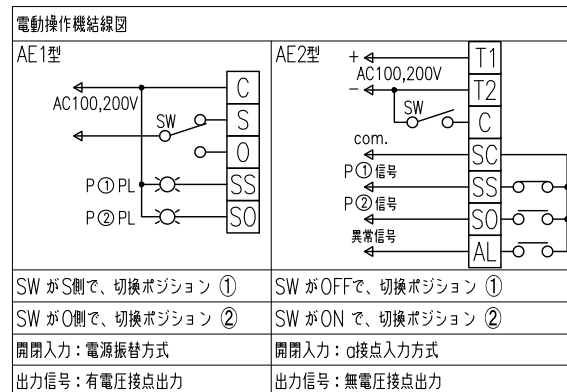 電動操作機結線図
AE1型
AC100,200V
SW
P①PL
P②PL
C
S
O
SS
SO
AE2型
+
AC100,200V
−
SW
com.
P①信号
P②信号
異常信号
T1
T2
C
SC
SS
SO
AL
SW がS側で、切換ポジション ①
SW がOFFで、切換ポジション ①
SW がO側で、切換ポジション ②
SW がON で、切換ポジション ②
開閉入力:電源振替方式
開閉入力:a接点入力方式
出力信号:有電圧接点出力
出力信号:無電圧接点出力